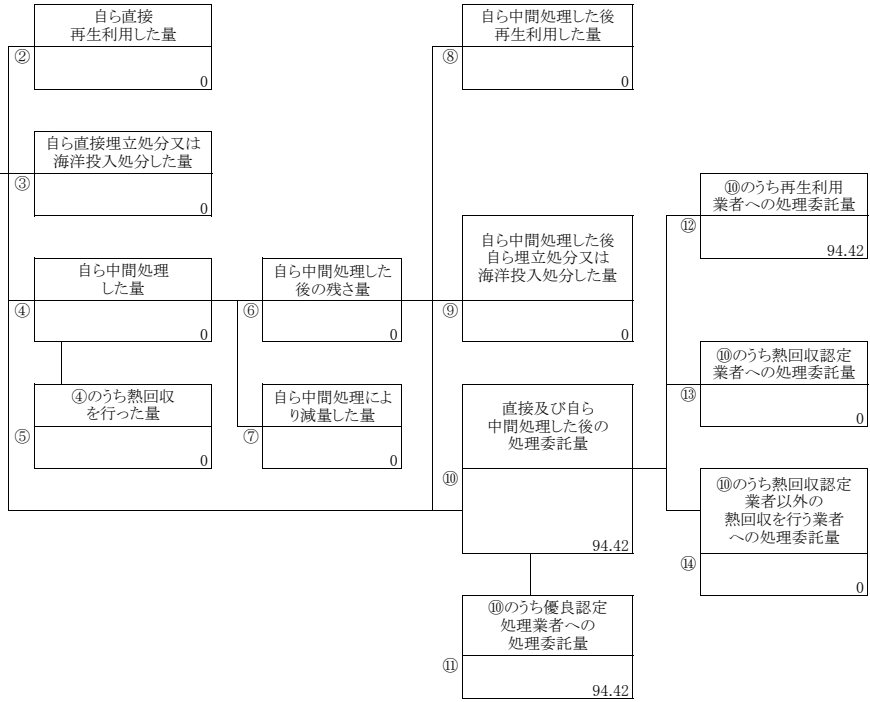 自ら直接
再生利用した量
②
0
自ら直接埋立処分又は
海洋投入処分した量
③
0
自ら中間処理
した量
④
0
④のうち熱回収
を行った量
⑤
0
自ら中間処理した
後の残さ量
⑥
0
自ら中間処理によ
り減量した量
⑦
0
自ら中間処理した後
再生利用した量
⑧
0
自ら中間処理した後
自ら埋立処分又は
海洋投入処分した量
⑨
0
直接及び自ら
中間処理した後の
処理委託量
⑩
94.42
⑩のうち優良認定
処理業者への
処理委託量
⑪
94.42
⑩のうち再生利用
業者への処理委託量
⑫
94.42
⑩のうち熱回収認定
業者への処理委託量
⑬
0
⑩のうち熱回収認定
業者以外の
熱回収を行う業者
への処理委託量
⑭
0